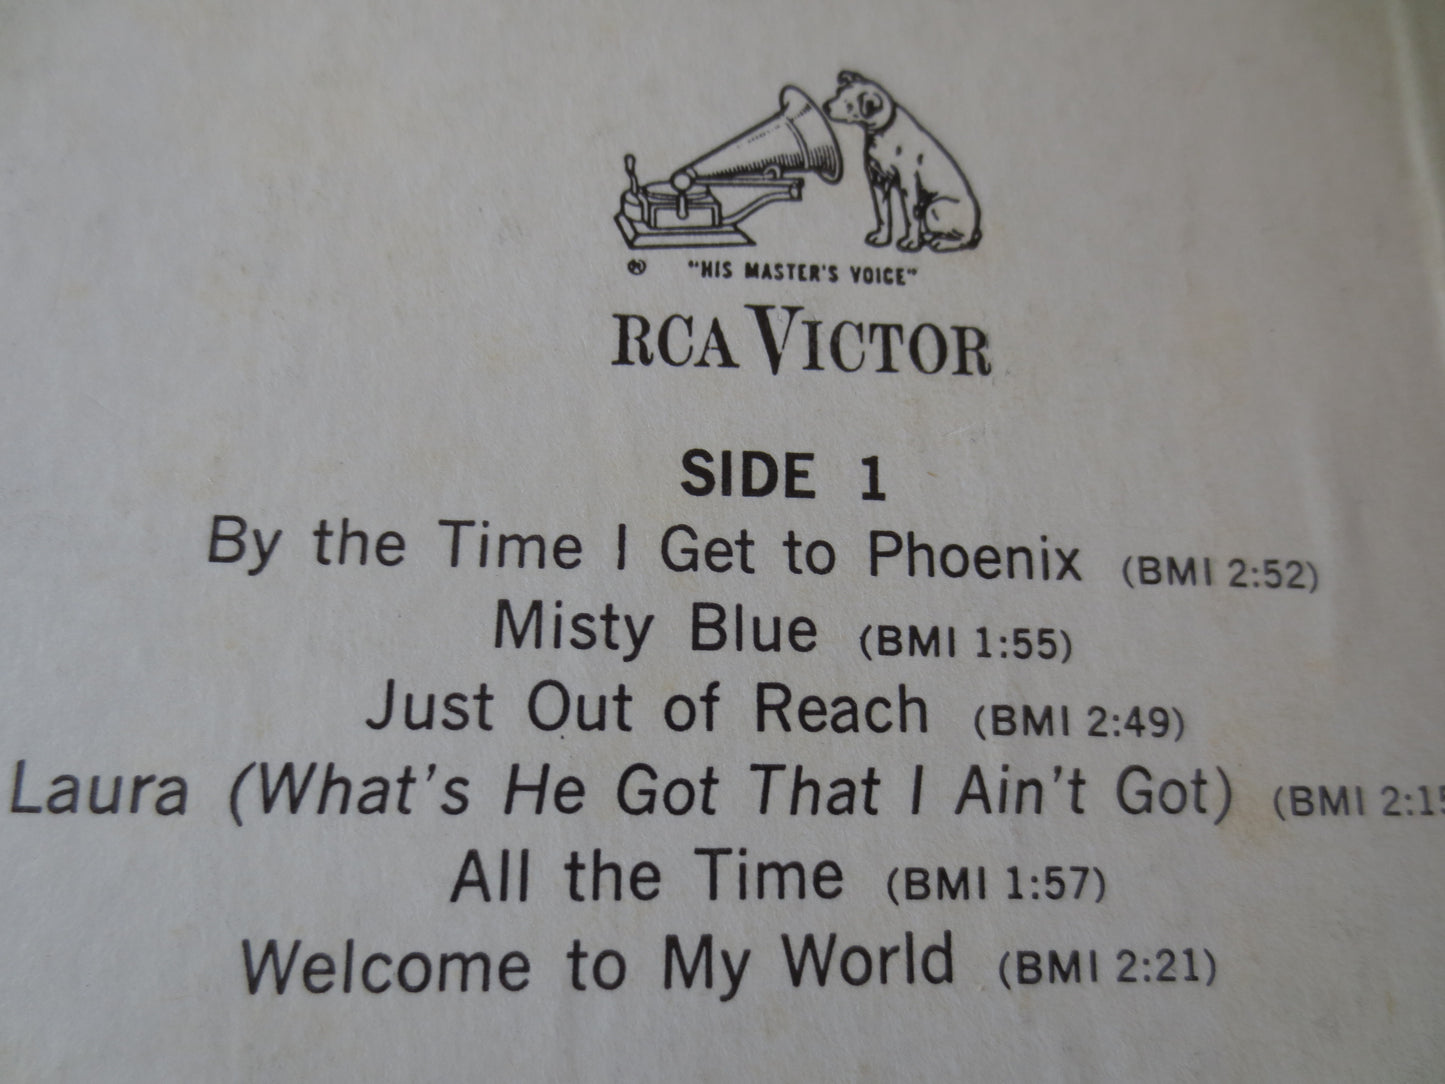 ® "HIS MASTER'S VOICE"
RCA VICTOR
SIDE 1
By the Time I Get to Phoenix (BMI 2:52)
Misty Blue (BMI 1:55)
Just Out of Reach (BMI 2:49)
Laura (What's He Got That I Ain't Got) (BMI 2:15
All the Time (BMI 1:57)
Welcome to My World (BMI 2:21)